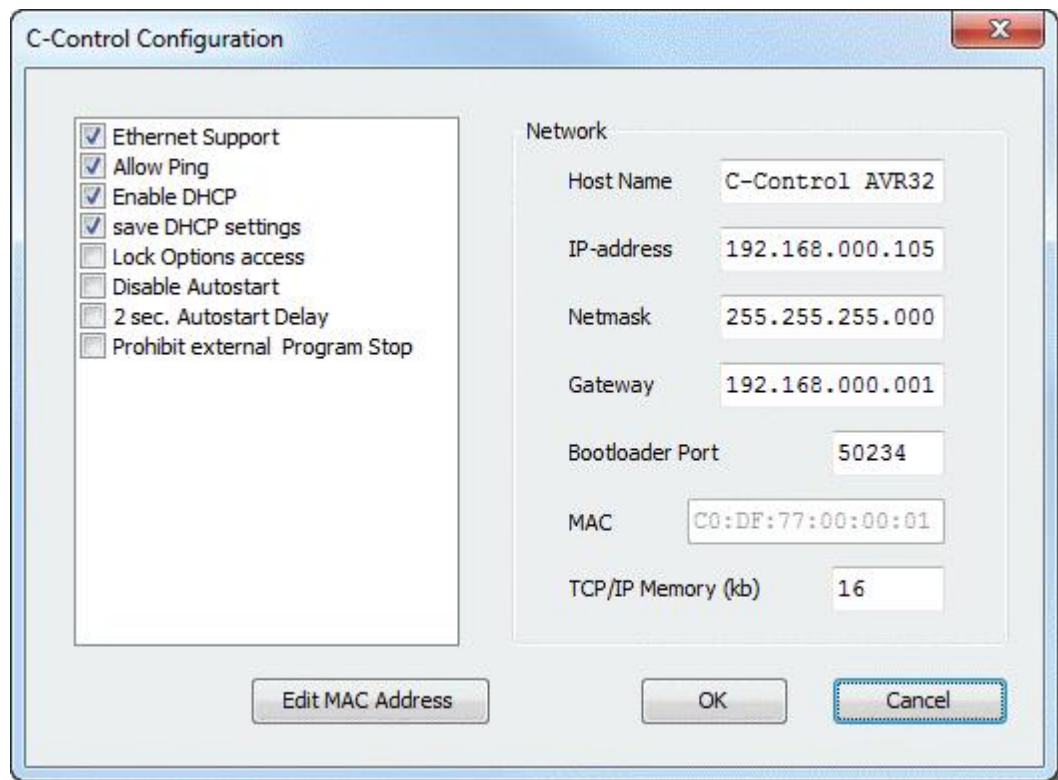 C-Control Configuration
Ethernet Support
Allow Ping
Enable DHCP
save DHCP settings
Lock Options access
Disable Autostart
2 sec. Autostart Delay
Prohibit external  Program Stop
Network
Host Name C-Control AVR32
IP-address 192.168.000.105
Netmask 255.255.255.000
Gateway 192.168.000.001
Bootloader Port 50234
MAC C0:DF:77:00:00:01
TCP/IP Memory (kb) 16
Edit MAC Address OK Cancel